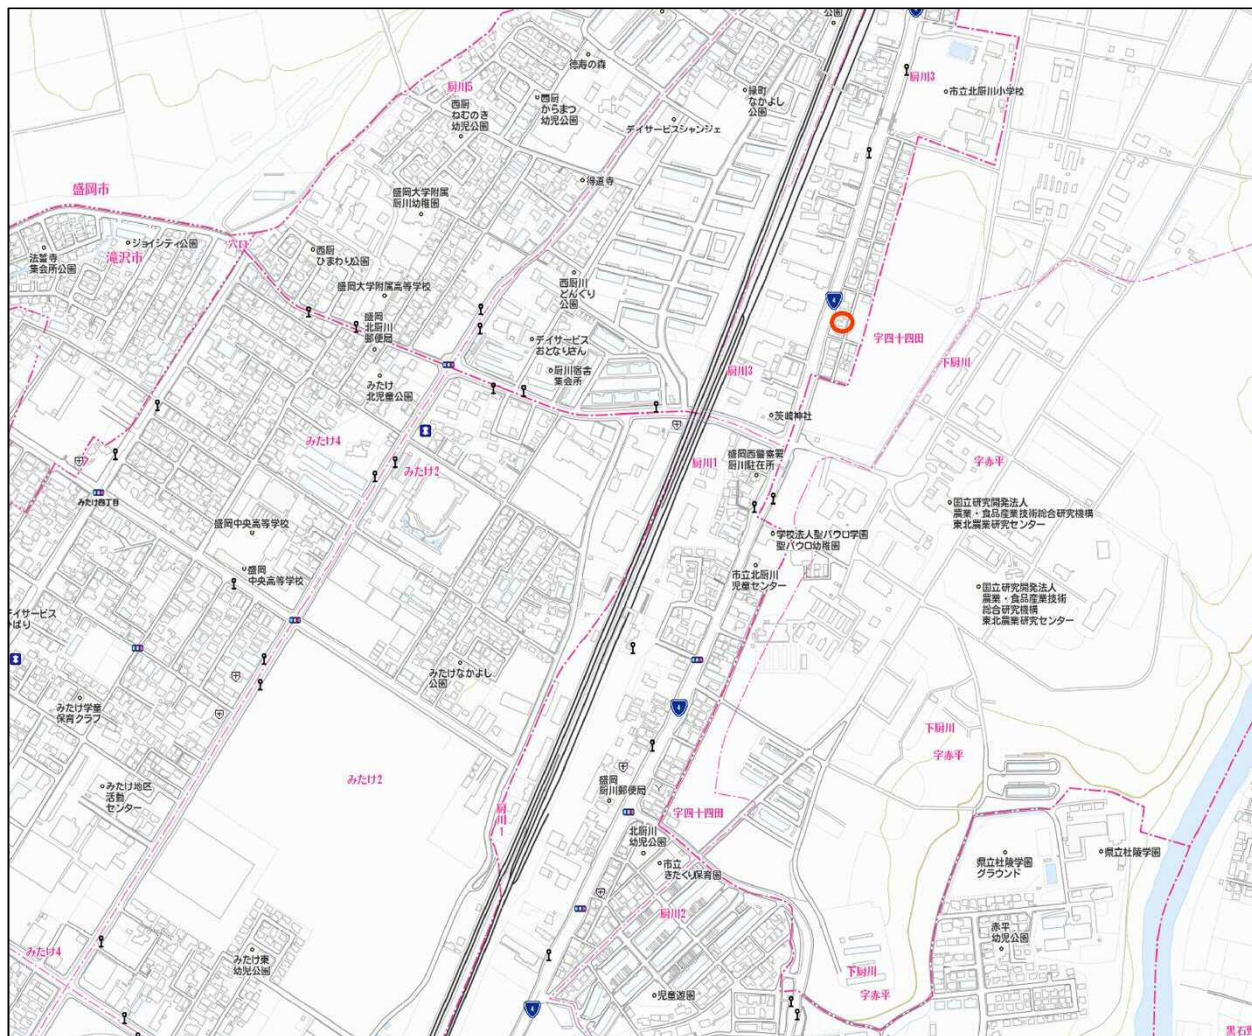 公園
徳寿の森
厨川5
西厨
ねむのき
幼児公園
西厨
からまつ
幼児公園
緑町
なかよし
公園
デイサービスシャンジェ
厨川3
市立北厨川小学校
得道寺
盛岡市
盛岡大学附属
厨川幼稚園
法誓寺
集会所公園
滝沢市
ジョイシティ公園
穴口
西厨
ひまわり公園
盛岡大学附属高等学校
西厨川
どんぐり
公園
盛岡
北厨川
郵便局
デイサービス
おとなりさん
厨川宿舎
集会所
みたけ
北児童公園
4
字四十四田
下厨川
厨川3
茨崎神社
みたけ4
みたけ2
厨川1
盛岡西警察署
厨川駐在所
字赤平
みたけ四丁目
国立研究開発法人
農業・食品産業技術総合研究機構
東北農業研究センター
盛岡中央高等学校
学校法人聖パウロ学園
聖パウロ幼稚園
盛岡
中央高等学校
市立北厨川
児童センター
国立研究開発法人
農業・食品産業技術
総合研究機構
東北農業研究センター
デイサービス
みたけなかよし
公園
みたけ学童
保育クラブ
4
下厨川
字赤平
みたけ2
みたけ地区
活動
センター
盛岡
厨川郵便局
厨川1
字四十四田
北厨川
幼児公園
市立
きたくり保育園
県立杜陵学園
グラウンド
県立杜陵学園
厨川2
赤平
幼児公園
みたけ4
みたけ東
幼児公園
下厨川
字赤平
児童遊園
4
黒石野